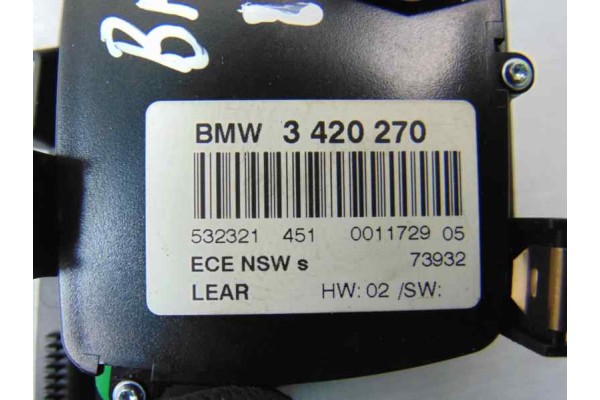 BMW 3 420 270
532321 451 0011729 05
ECE NSW s 73932
LEAR HW: 02 /SW: